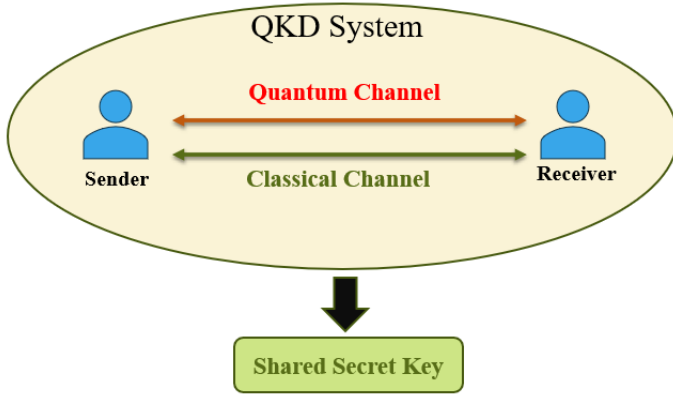 QKD System
Quantum Channel
Sender
Receiver
Classical Channel
Shared Secret Key